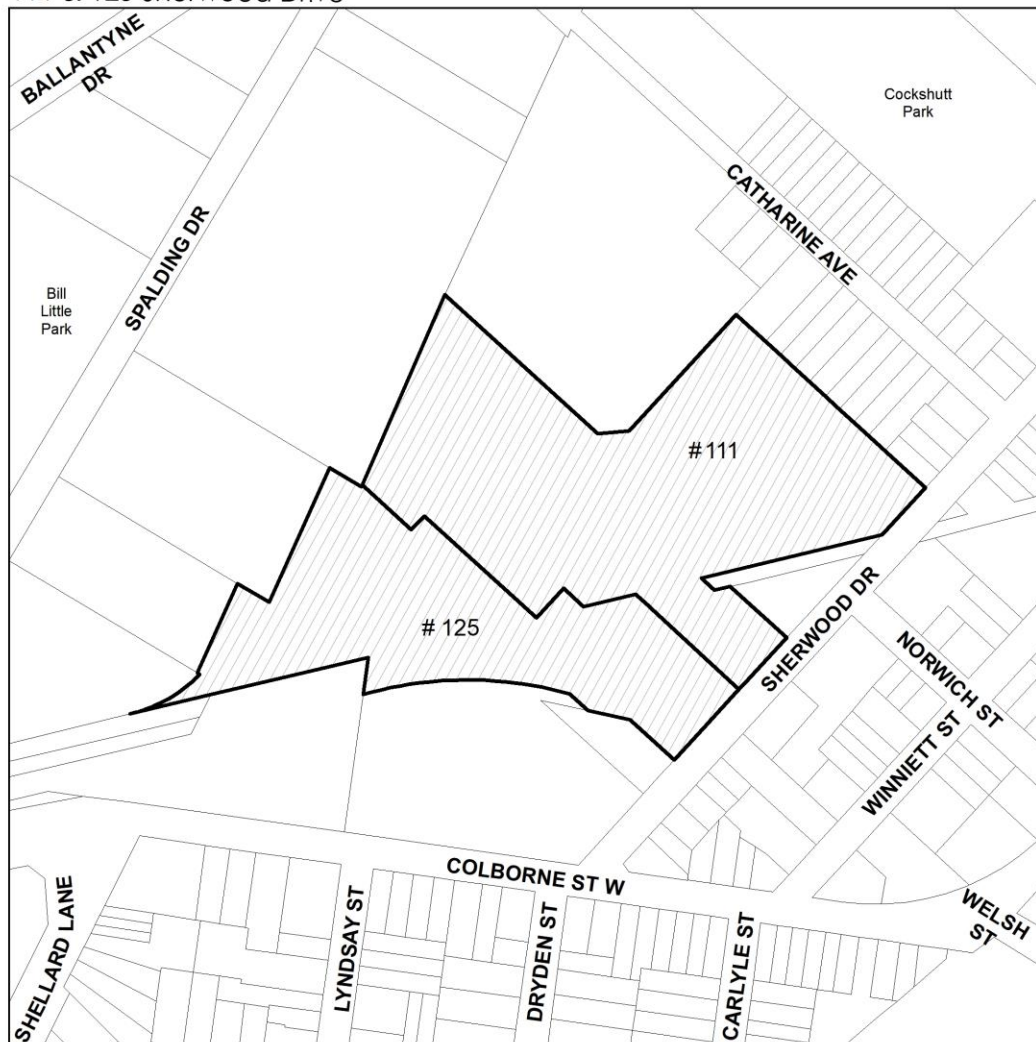 BALLANTYNE
DR
Cockshutt
Park
CATHARINE AVE
SPALDING DR
Bill
Little
Park
# 111
# 125
SHERWOOD DR
NORWICH ST
WINNIETT ST
COLBORNE ST W
WELSH
ST
SHELLARD LANE
LYNDSAY ST
DRYDEN ST
CARLYLE ST